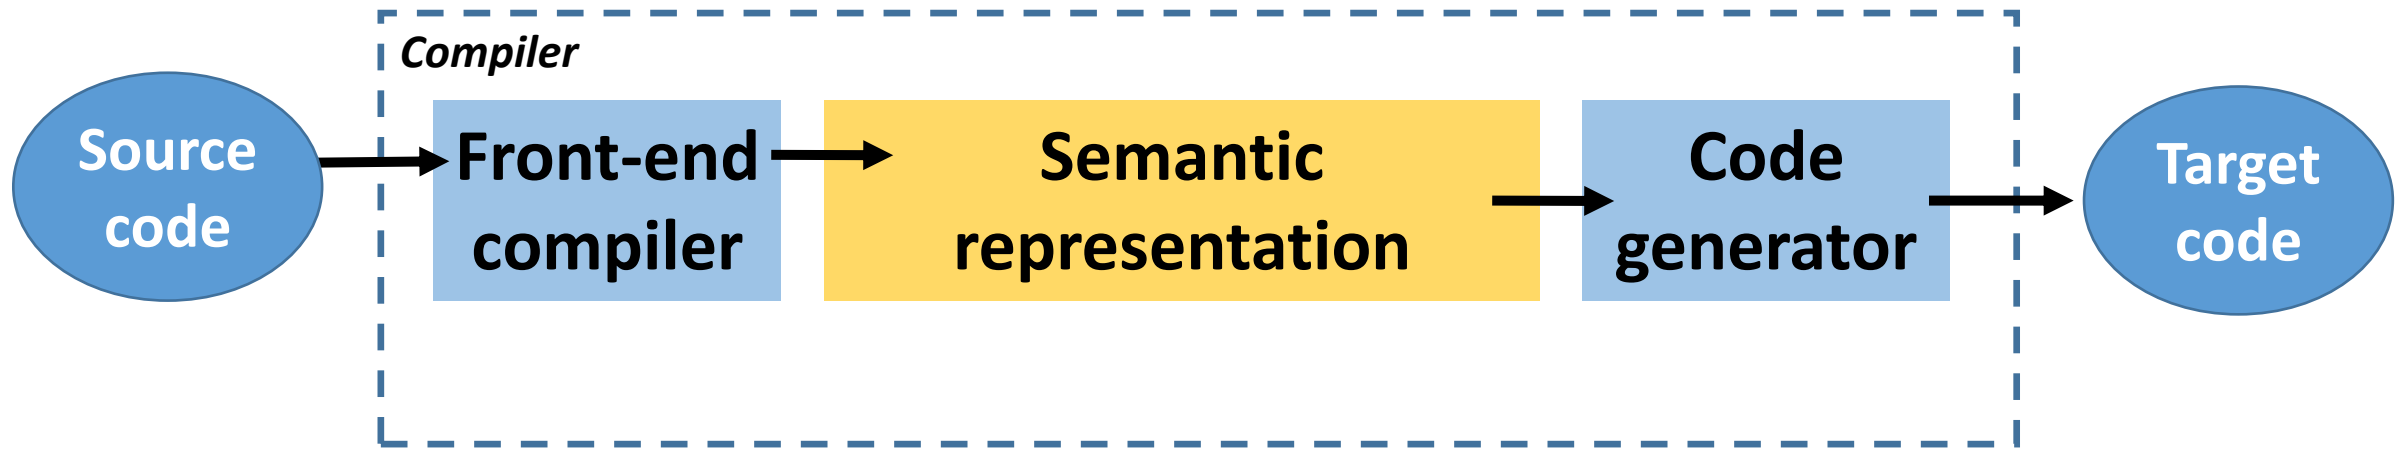 Compiler
Source
code
Front-end
compiler
Semantic
representation
Code
generator
Target
code